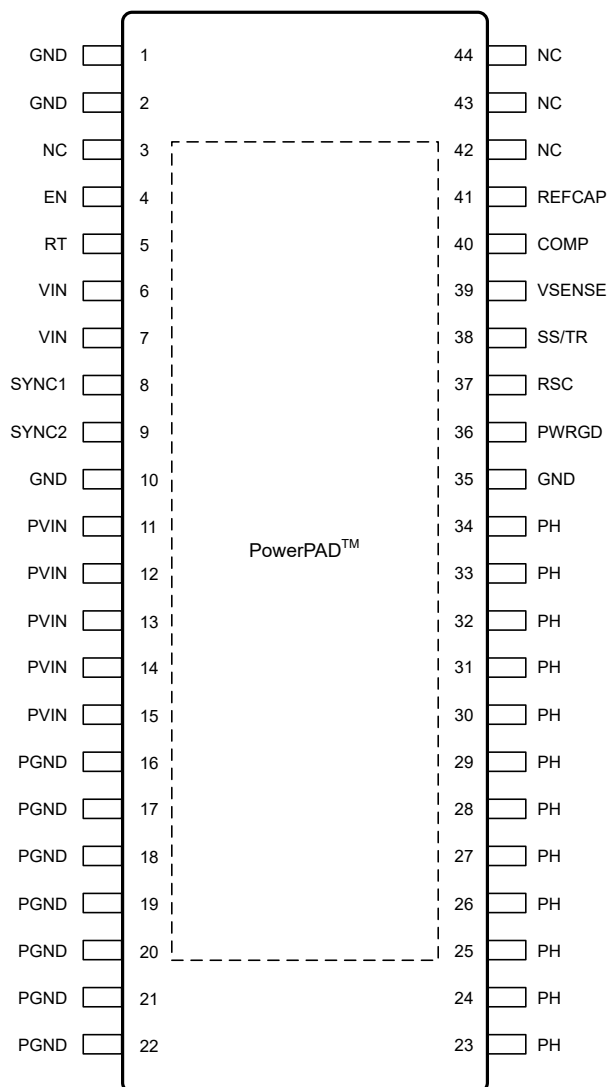 GND 1 44 NC
GND 2 43 NC
NC 3 42 NC
EN 4 41 REFCAP
RT 5 40 COMP
VIN 6 39 VSENSE
VIN 7 38 SS/TR
SYNC1 8 37 RSC
SYNC2 9 36 PWRGD
GND 10 35 GND
PVIN 11 34 PH
PVIN 12 33 PH
PowerPAD™
PVIN 13 32 PH
PVIN 14 31 PH
PVIN 15 30 PH
PGND 16 29 PH
PGND 17 28 PH
PGND 18 27 PH
PGND 19 26 PH
PGND 20 25 PH
PGND 21 24 PH
PGND 22 23 PH